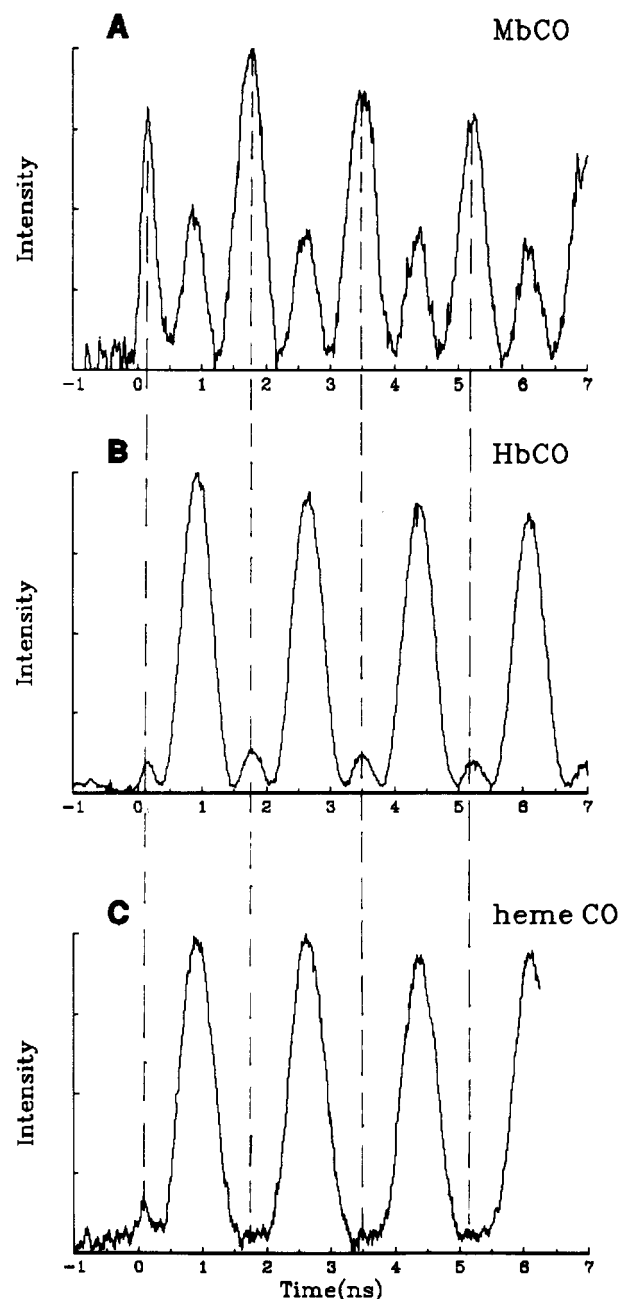 A
MbCO
Intensity
-1 0 1 2 3 4 5 6 7
B
HbCO
Intensity
-1 0 1 2 3 4 5 6 7
C
heme CO
Intensity
-1 0 1 2 3 4 5 6 7
Time(ns)